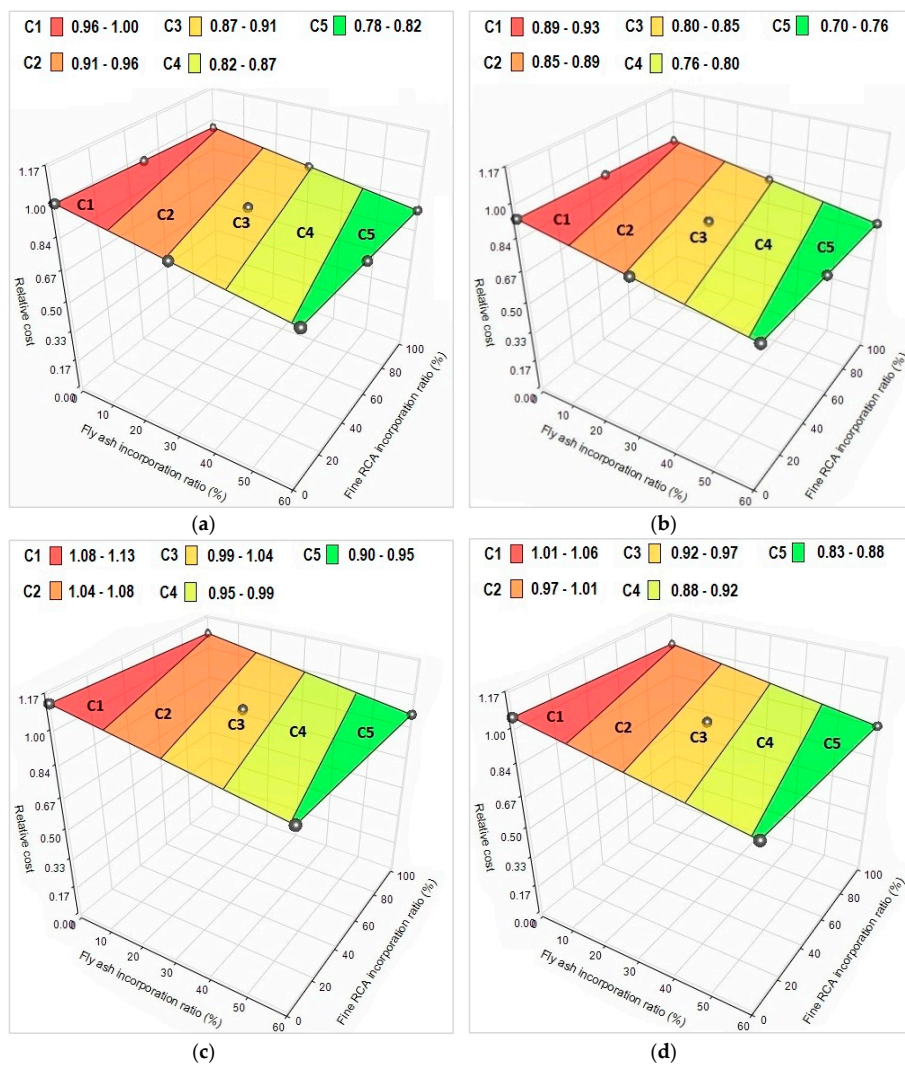 C1 0.96 - 1.00 C3 0.87 - 0.91 C5 0.78 - 0.82
C2 0.91 - 0.96 C4 0.82 - 0.87
1.17
1.00
0.84
0.67
0.50
0.33
0.17
0.00
Relative cost
C1
C2
C3
C4
C5
0
10
20
30
40
50
60
Fly ash incorporation ratio (%)
0
20
40
60
80
100
Fine RCA incorporation ratio (%)
(a)
C1 0.89 - 0.93 C3 0.80 - 0.85 C5 0.70 - 0.76
C2 0.85 - 0.89 C4 0.76 - 0.80
1.17
1.00
0.84
0.67
0.50
0.33
0.17
0.00
Relative cost
C1
C2
C3
C4
C5
0
10
20
30
40
50
60
Fly ash incorporation ratio (%)
0
20
40
60
80
100
Fine RCA incorporation ratio (%)
(b)
C1 1.08 - 1.13 C3 0.99 - 1.04 C5 0.90 - 0.95
C2 1.04 - 1.08 C4 0.95 - 0.99
1.17
1.00
0.84
0.67
0.50
0.33
0.17
0.00
Relative cost
C1
C2
C3
C4
C5
0
10
20
30
40
50
60
Fly ash incorporation ratio (%)
0
20
40
60
80
100
Fine RCA incorporation ratio (%)
(c)
C1 1.01 - 1.06 C3 0.92 - 0.97 C5 0.83 - 0.88
C2 0.97 - 1.01 C4 0.88 - 0.92
1.17
1.00
0.84
0.67
0.50
0.33
0.17
0.00
Relative cost
C1
C2
C3
C4
C5
0
10
20
30
40
50
60
Fly ash incorporation ratio (%)
0
20
40
60
80
100
Fine RCA incorporation ratio (%)
(d)